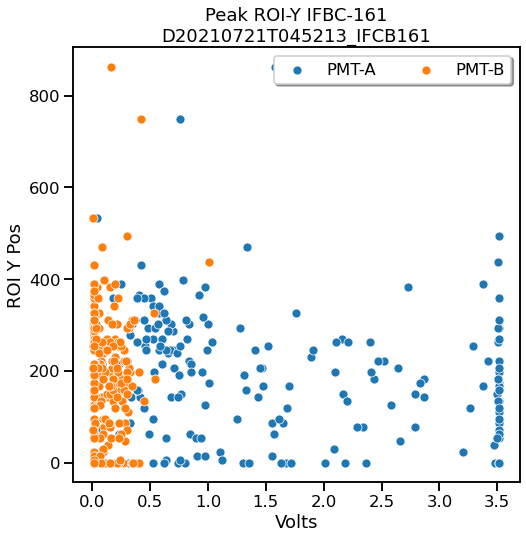 Peak ROI-Y IFBC-161
D20210721T045213_IFCB161
PMT-A PMT-B
ROI Y Pos
800
600
400
200
0
0.0 0.5 1.0 1.5 2.0 2.5 3.0 3.5
Volts